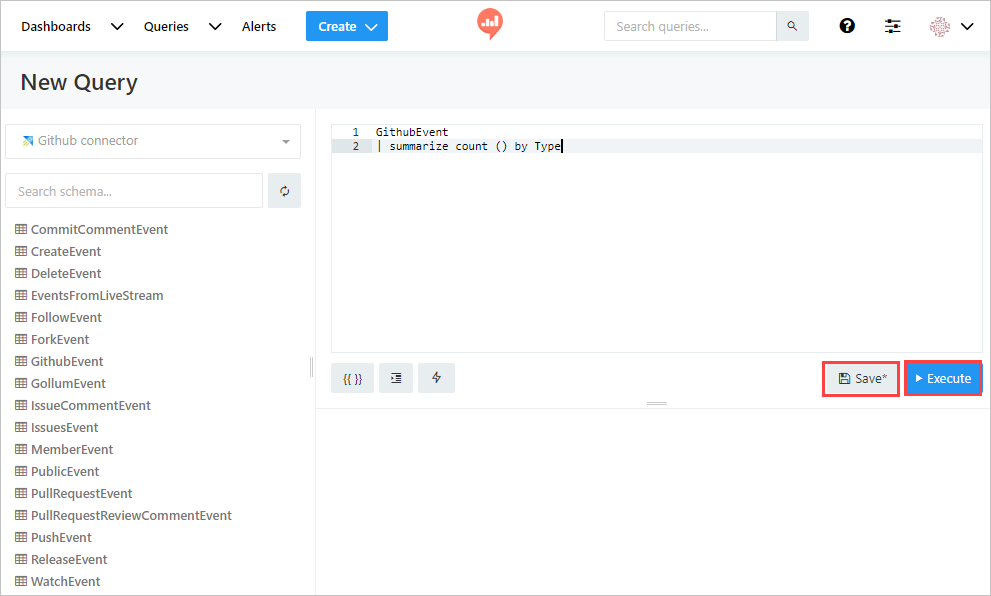 Dashboards Queries Alerts Create Search queries...
New Query
Github connector
Search schema...
CommitCommentEvent
CreateEvent
DeleteEvent
EventsFromLiveStream
FollowEvent
ForkEvent
GithubEvent
GollumEvent
IssueCommentEvent
IssuesEvent
MemberEvent
PublicEvent
PullRequestEvent
PullRequestReviewCommentEvent
PushEvent
ReleaseEvent
WatchEvent
1 GithubEvent
2 | summarize count () by Type
{{ }} Save* Execute